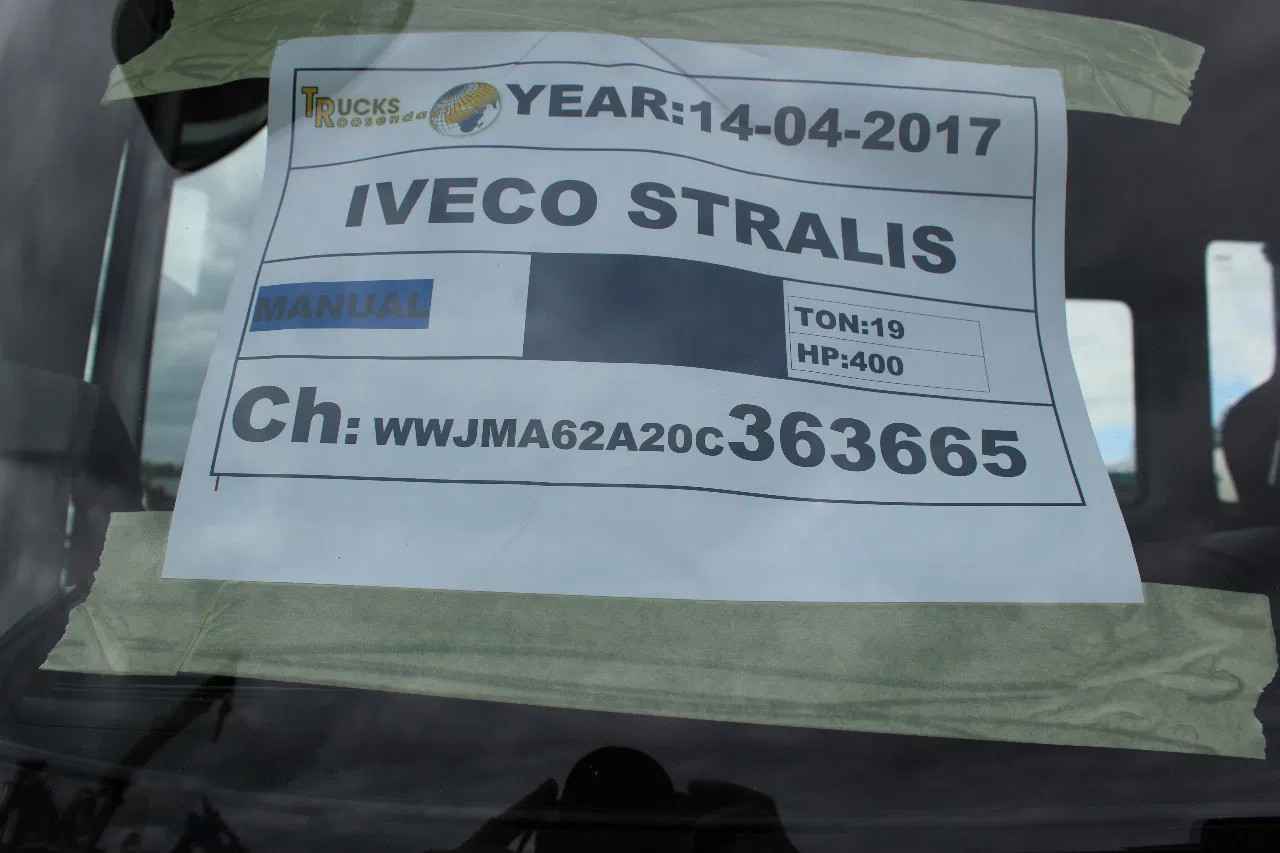 TRUCKS Roosendaal YEAR:14-04-2017
IVECO STRALIS
MANUAL
TON:19
HP:400
Ch: WWJMA62A20C363665